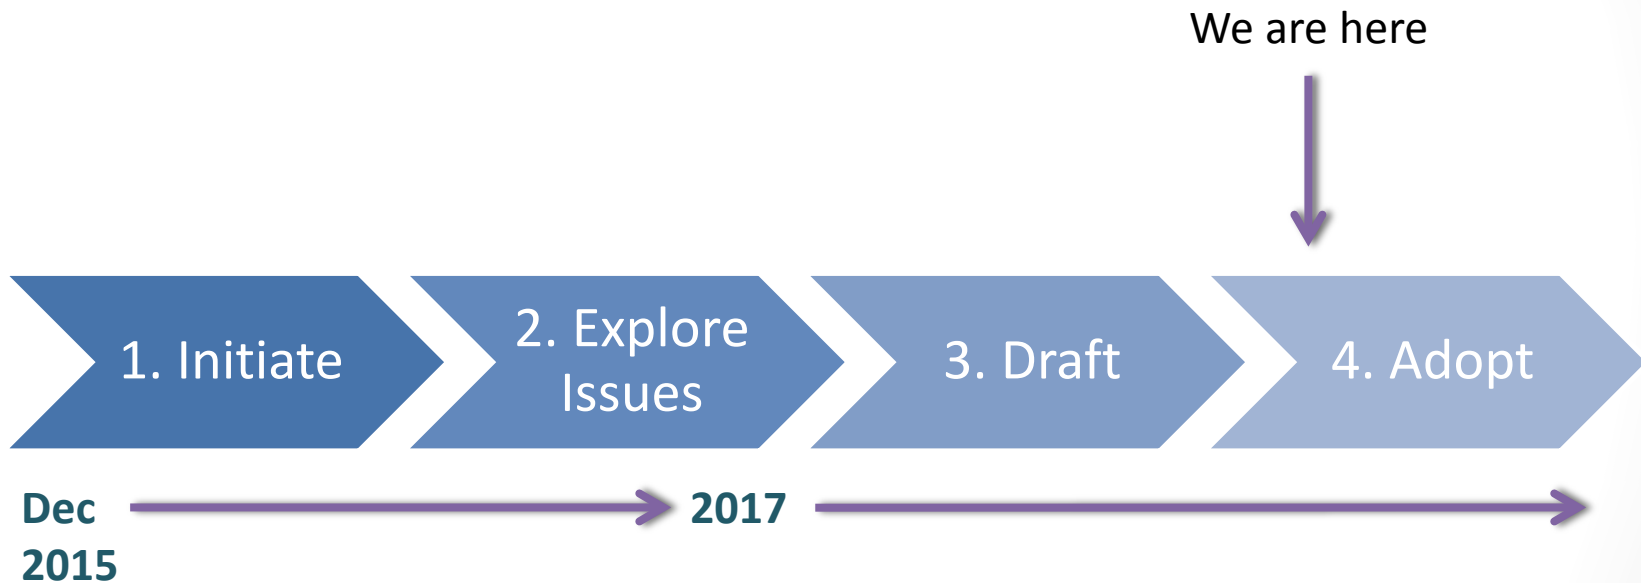 We are here
1. Initiate
2. Explore
Issues
3. Draft
4. Adopt
Dec
2015
2017